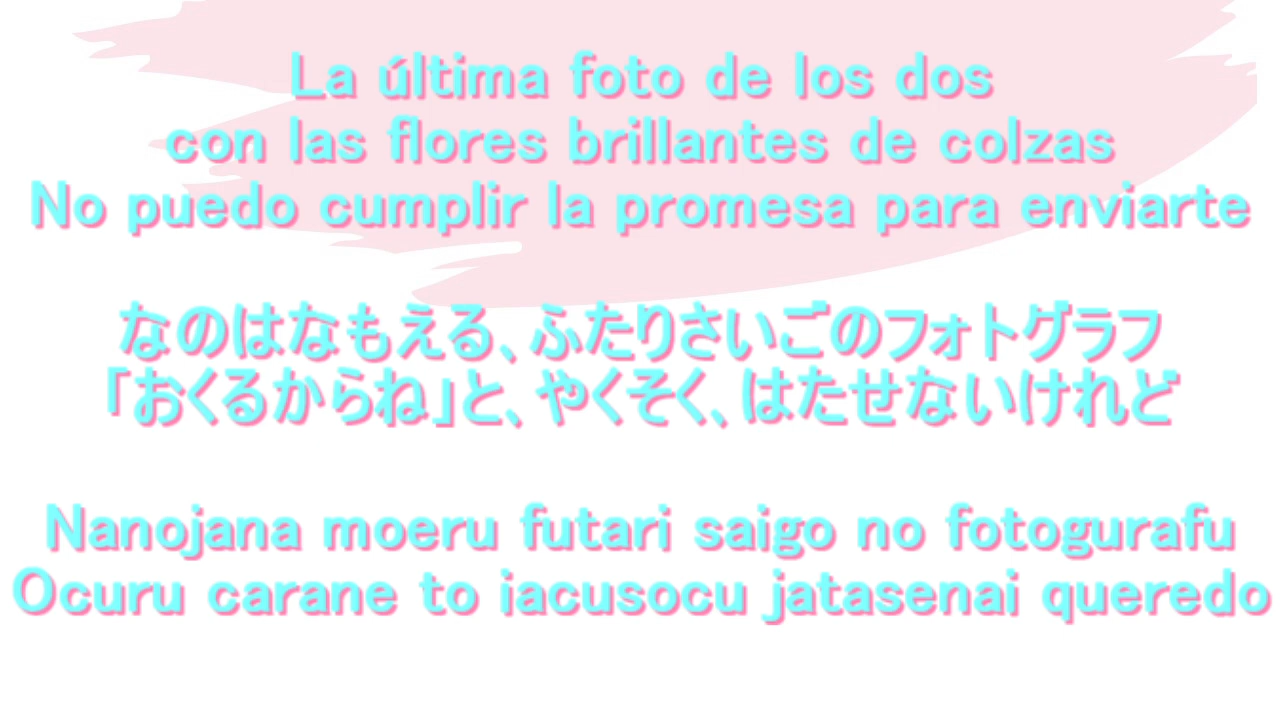 La última foto de los dos
con las flores brillantes de colzas
No puedo cumplir la promesa para enviarte
なのはなもえる、ふたりさいごのフォトグラフ
「おくるからね」と、やくそく、はたせないけれど
Nanojana moeru futari saigo no fotogurafu
Ocuru carane to iacusocu jatasenai queredo